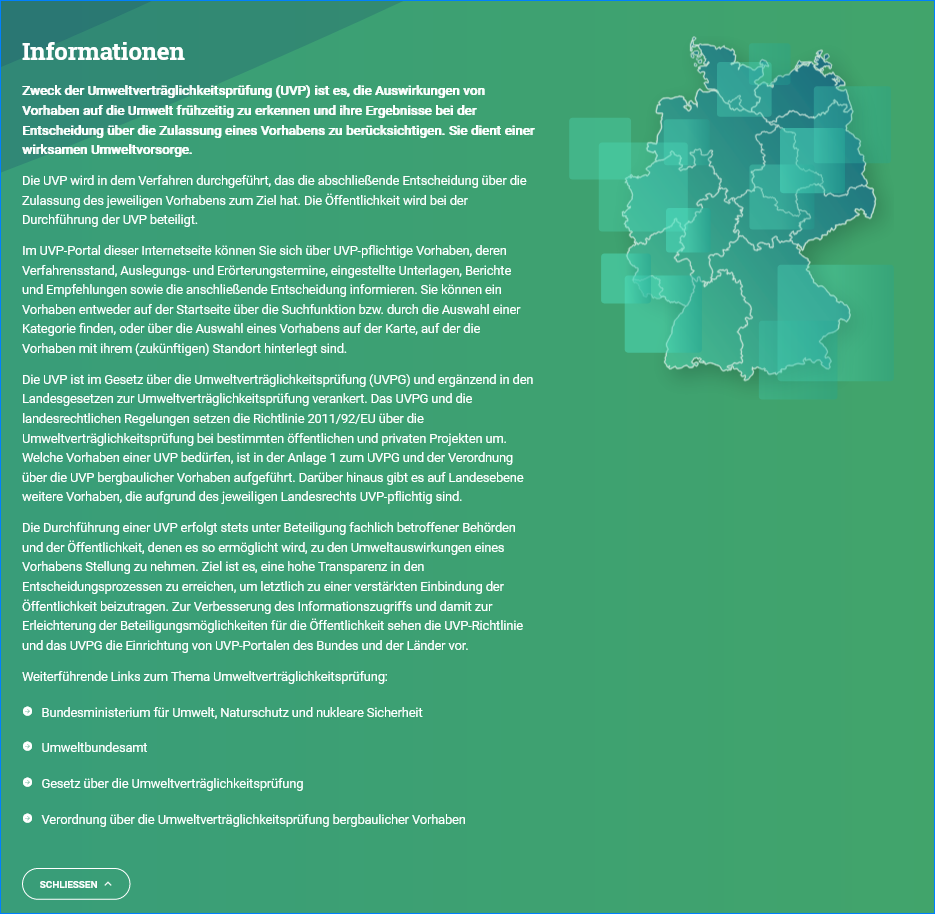 Informationen
Zweck der Umweltverträglichkeitsprüfung (UVP) ist es, die Auswirkungen von
Vorhaben auf die Umwelt frühzeitig zu erkennen und ihre Ergebnisse bei der
Entscheidung über die Zulassung eines Vorhabens zu berücksichtigen. Sie dient einer
wirksamen Umweltvorsorge.
Die UVP wird in dem Verfahren durchgeführt, das die abschließende Entscheidung über die
Zulassung des jeweiligen Vorhabens zum Ziel hat. Die Öffentlichkeit wird bei der
Durchführung der UVP beteiligt.
Im UVP-Portal dieser Internetseite können Sie sich über UVP-pflichtige Vorhaben, deren
Verfahrensstand, Auslegungs- und Erörterungstermine, eingestellte Unterlagen, Berichte
und Empfehlungen sowie die anschließende Entscheidung informieren. Sie können ein
Vorhaben entweder auf der Startseite über die Suchfunktion bzw. durch die Auswahl einer
Kategorie finden, oder über die Auswahl eines Vorhabens auf der Karte, auf der die
Vorhaben mit ihrem (zukünftigen) Standort hinterlegt sind.
Die UVP ist im Gesetz über die Umweltverträglichkeitsprüfung (UVPG) und ergänzend in den
Landesgesetzen zur Umweltverträglichkeitsprüfung verankert. Das UVPG und die
landesrechtlichen Regelungen setzen die Richtlinie 2011/92/EU über die
Umweltverträglichkeitsprüfung bei bestimmten öffentlichen und privaten Projekten um.
Welche Vorhaben einer UVP bedürfen, ist in der Anlage 1 zum UVPG und der Verordnung
über die UVP bergbaulicher Vorhaben aufgeführt. Darüber hinaus gibt es auf Landesebene
weitere Vorhaben, die aufgrund des jeweiligen Landesrechts UVP-pflichtig sind.
Die Durchführung einer UVP erfolgt stets unter Beteiligung fachlich betroffener Behörden
und der Öffentlichkeit, denen es so ermöglicht wird, zu den Umweltauswirkungen eines
Vorhabens Stellung zu nehmen. Ziel ist es, eine hohe Transparenz in den
Entscheidungsprozessen zu erreichen, um letztlich zu einer verstärkten Einbindung der
Öffentlichkeit beizutragen. Zur Verbesserung des Informationszugriffs und damit zur
Erleichterung der Beteiligungsmöglichkeiten für die Öffentlichkeit sehen die UVP-Richtlinie
und das UVPG die Einrichtung von UVP-Portalen des Bundes und der Länder vor.
Weiterführende Links zum Thema Umweltverträglichkeitsprüfung:
Bundesministerium für Umwelt, Naturschutz und nukleare Sicherheit
Umweltbundesamt
Gesetz über die Umweltverträglichkeitsprüfung
Verordnung über die Umweltverträglichkeitsprüfung bergbaulicher Vorhaben
SCHLIESSEN